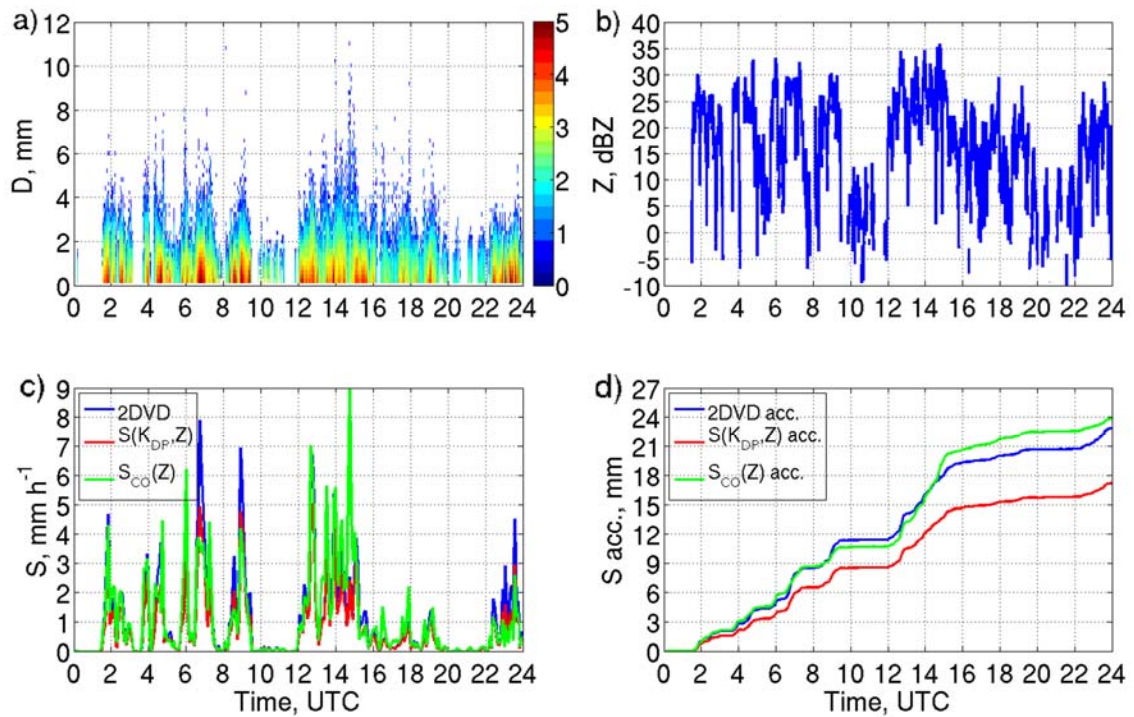 a)
12
10
8
6
4
2
0
D, mm
0 2 4 6 8 10 12 14 16 18 20 22 24
5
4
3
2
1
0
b)
40
35
30
25
20
15
10
5
0
-5
-10
Z, dBZ
0 2 4 6 8 10 12 14 16 18 20 22 24
c)
9
8
7
6
5
4
3
2
1
0
S, mm h⁻¹
2DVD
S(K_DP,Z)
S_CO(Z)
0 2 4 6 8 10 12 14 16 18 20 22 24
Time, UTC
d)
27
24
21
18
15
12
9
6
3
0
S acc., mm
2DVD acc.
S(K_DP,Z) acc.
S_CO(Z) acc.
0 2 4 6 8 10 12 14 16 18 20 22 24
Time, UTC